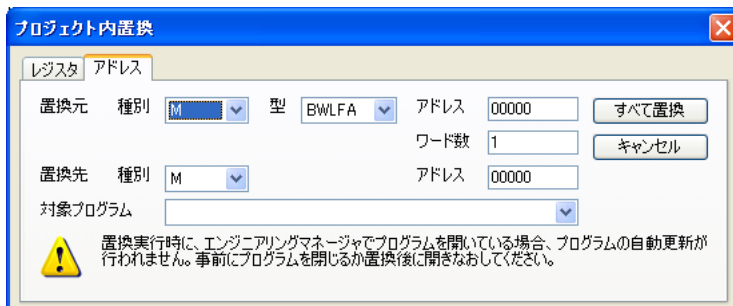 プロジェクト内置換
レジスタ アドレス
置換元 種別 M 型 BWLFA アドレス 00000 すべて置換
ワード数 1 キャンセル
置換先 種別 M アドレス 00000
対象プログラム
置換実行時に、エンジニアリングマネージャでプログラムを開いている場合、プログラムの自動更新が
行われません。事前にプログラムを閉じるか置換後に開きなおしてください。